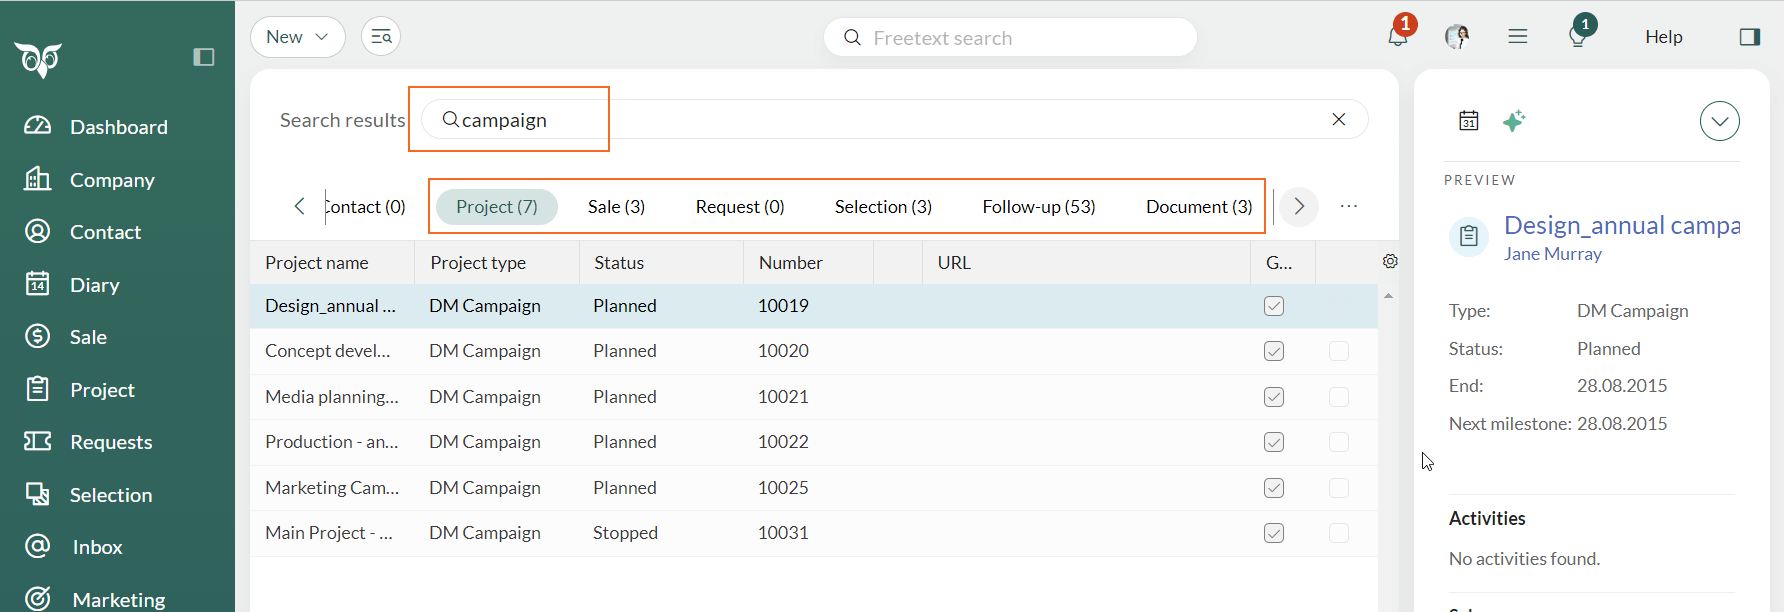 New
Freetext search
1
1
Help
Dashboard
Company
Contact
14
Diary
Sale
Project
Requests
Selection
Inbox
Marketing
Search results
campaign
Contact (0)
Project (7)
Sale (3)
Request (0)
Selection (3)
Follow-up (53)
Document (3)
...
Project name Project type Status Number URL G...
Design_annual ... DM Campaign Planned 10019
Concept devel... DM Campaign Planned 10020
Media planning... DM Campaign Planned 10021
Production - an... DM Campaign Planned 10022
Marketing Cam... DM Campaign Planned 10025
Main Project - ... DM Campaign Stopped 10031
31
PREVIEW
Design_annual campa
Jane Murray
Type: DM Campaign
Status: Planned
End: 28.08.2015
Next milestone: 28.08.2015
Activities
No activities found.